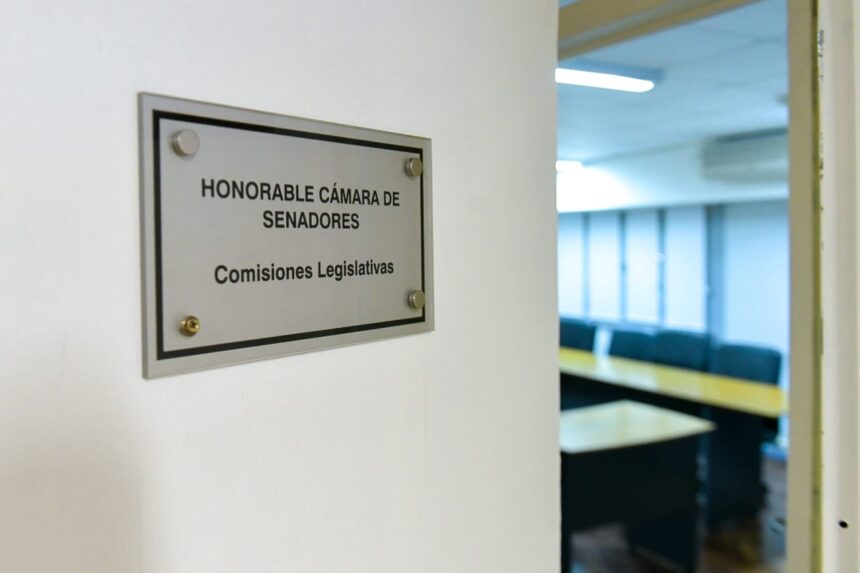 HONORABLE CÁMARA DE
SENADORES
Comisiones Legislativas